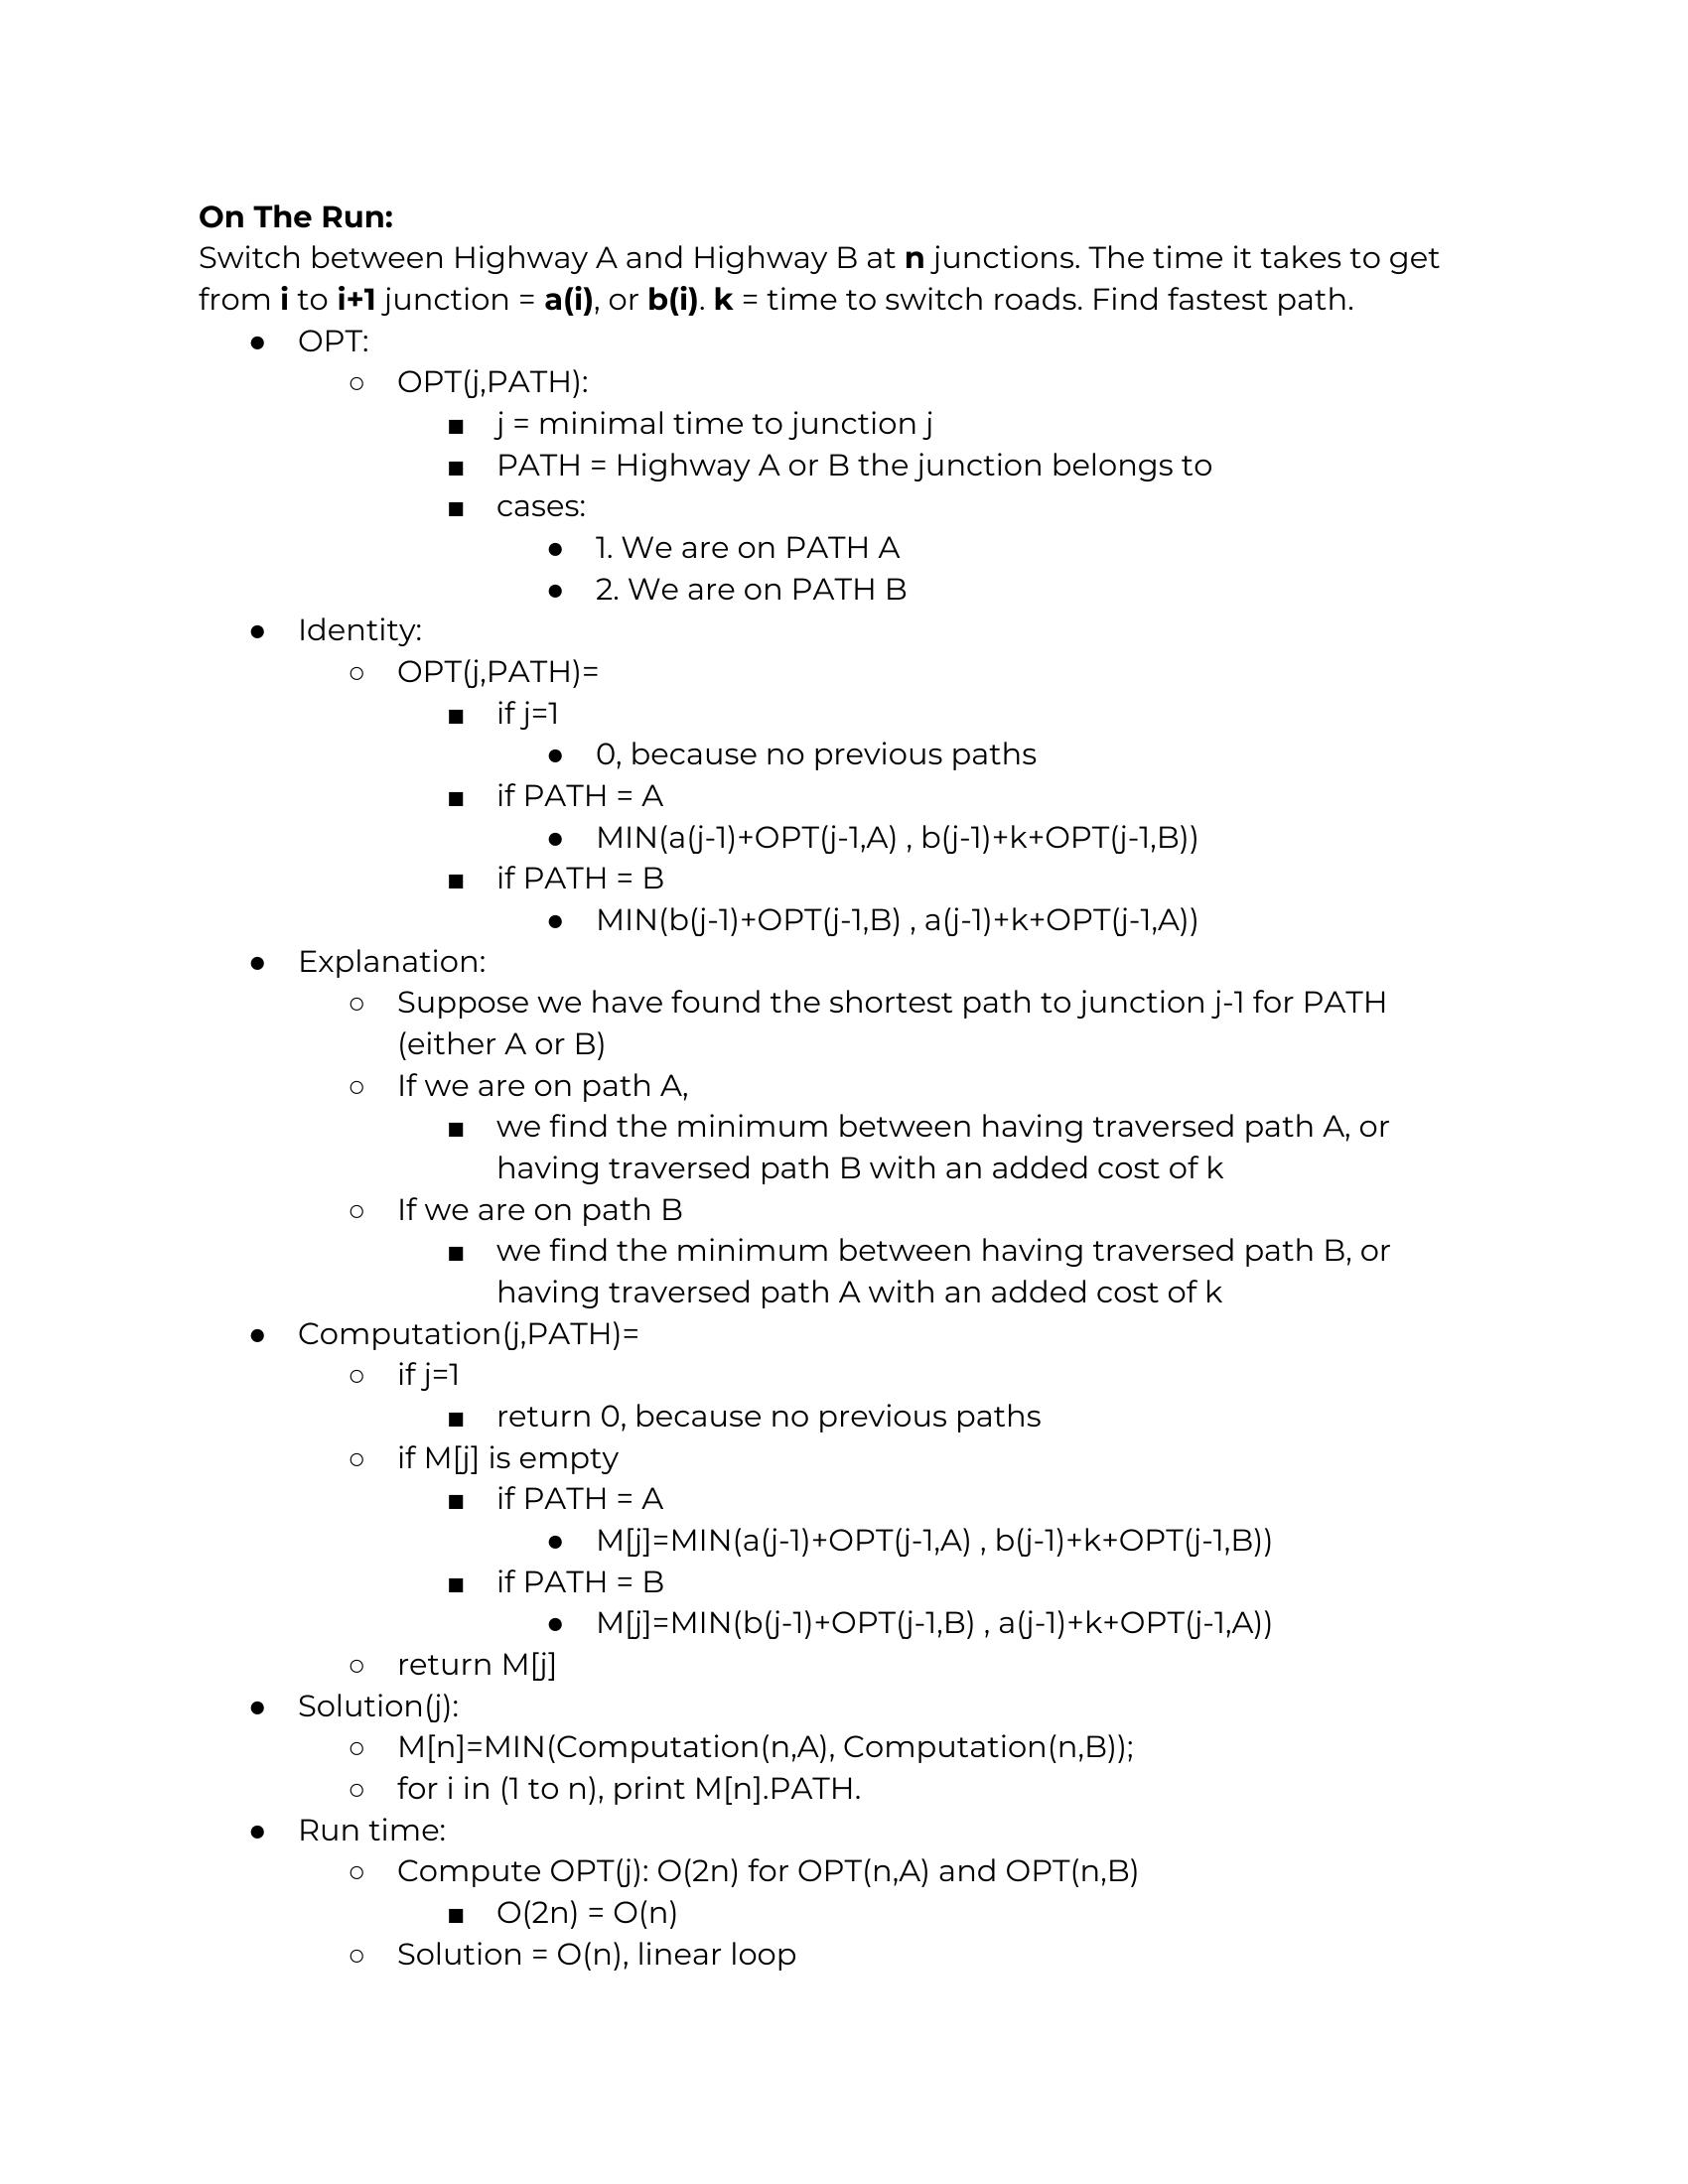 On The Run:
Switch between Highway A and Highway B at n junctions. The time it takes to get
from i to i+1 junction = a(i), or b(i). k = time to switch roads. Find fastest path.
● OPT:
○ OPT(j,PATH):
■ j = minimal time to junction j
■ PATH = Highway A or B the junction belongs to
■ cases:
● 1. We are on PATH A
● 2. We are on PATH B
● Identity:
○ OPT(j,PATH)=
■ if j=1
● 0, because no previous paths
■ if PATH = A
● MIN(a(j-1)+OPT(j-1,A) , b(j-1)+k+OPT(j-1,B))
■ if PATH = B
● MIN(b(j-1)+OPT(j-1,B) , a(j-1)+k+OPT(j-1,A))
● Explanation:
○ Suppose we have found the shortest path to junction j-1 for PATH
(either A or B)
○ If we are on path A,
■ we find the minimum between having traversed path A, or
having traversed path B with an added cost of k
○ If we are on path B
■ we find the minimum between having traversed path B, or
having traversed path A with an added cost of k
● Computation(j,PATH)=
○ if j=1
■ return 0, because no previous paths
○ if M[j] is empty
■ if PATH = A
● M[j]=MIN(a(j-1)+OPT(j-1,A) , b(j-1)+k+OPT(j-1,B))
■ if PATH = B
● M[j]=MIN(b(j-1)+OPT(j-1,B) , a(j-1)+k+OPT(j-1,A))
○ return M[j]
● Solution(j):
○ M[n]=MIN(Computation(n,A), Computation(n,B));
○ for i in (1 to n), print M[n].PATH.
● Run time:
○ Compute OPT(j): O(2n) for OPT(n,A) and OPT(n,B)
■ O(2n) = O(n)
○ Solution = O(n), linear loop